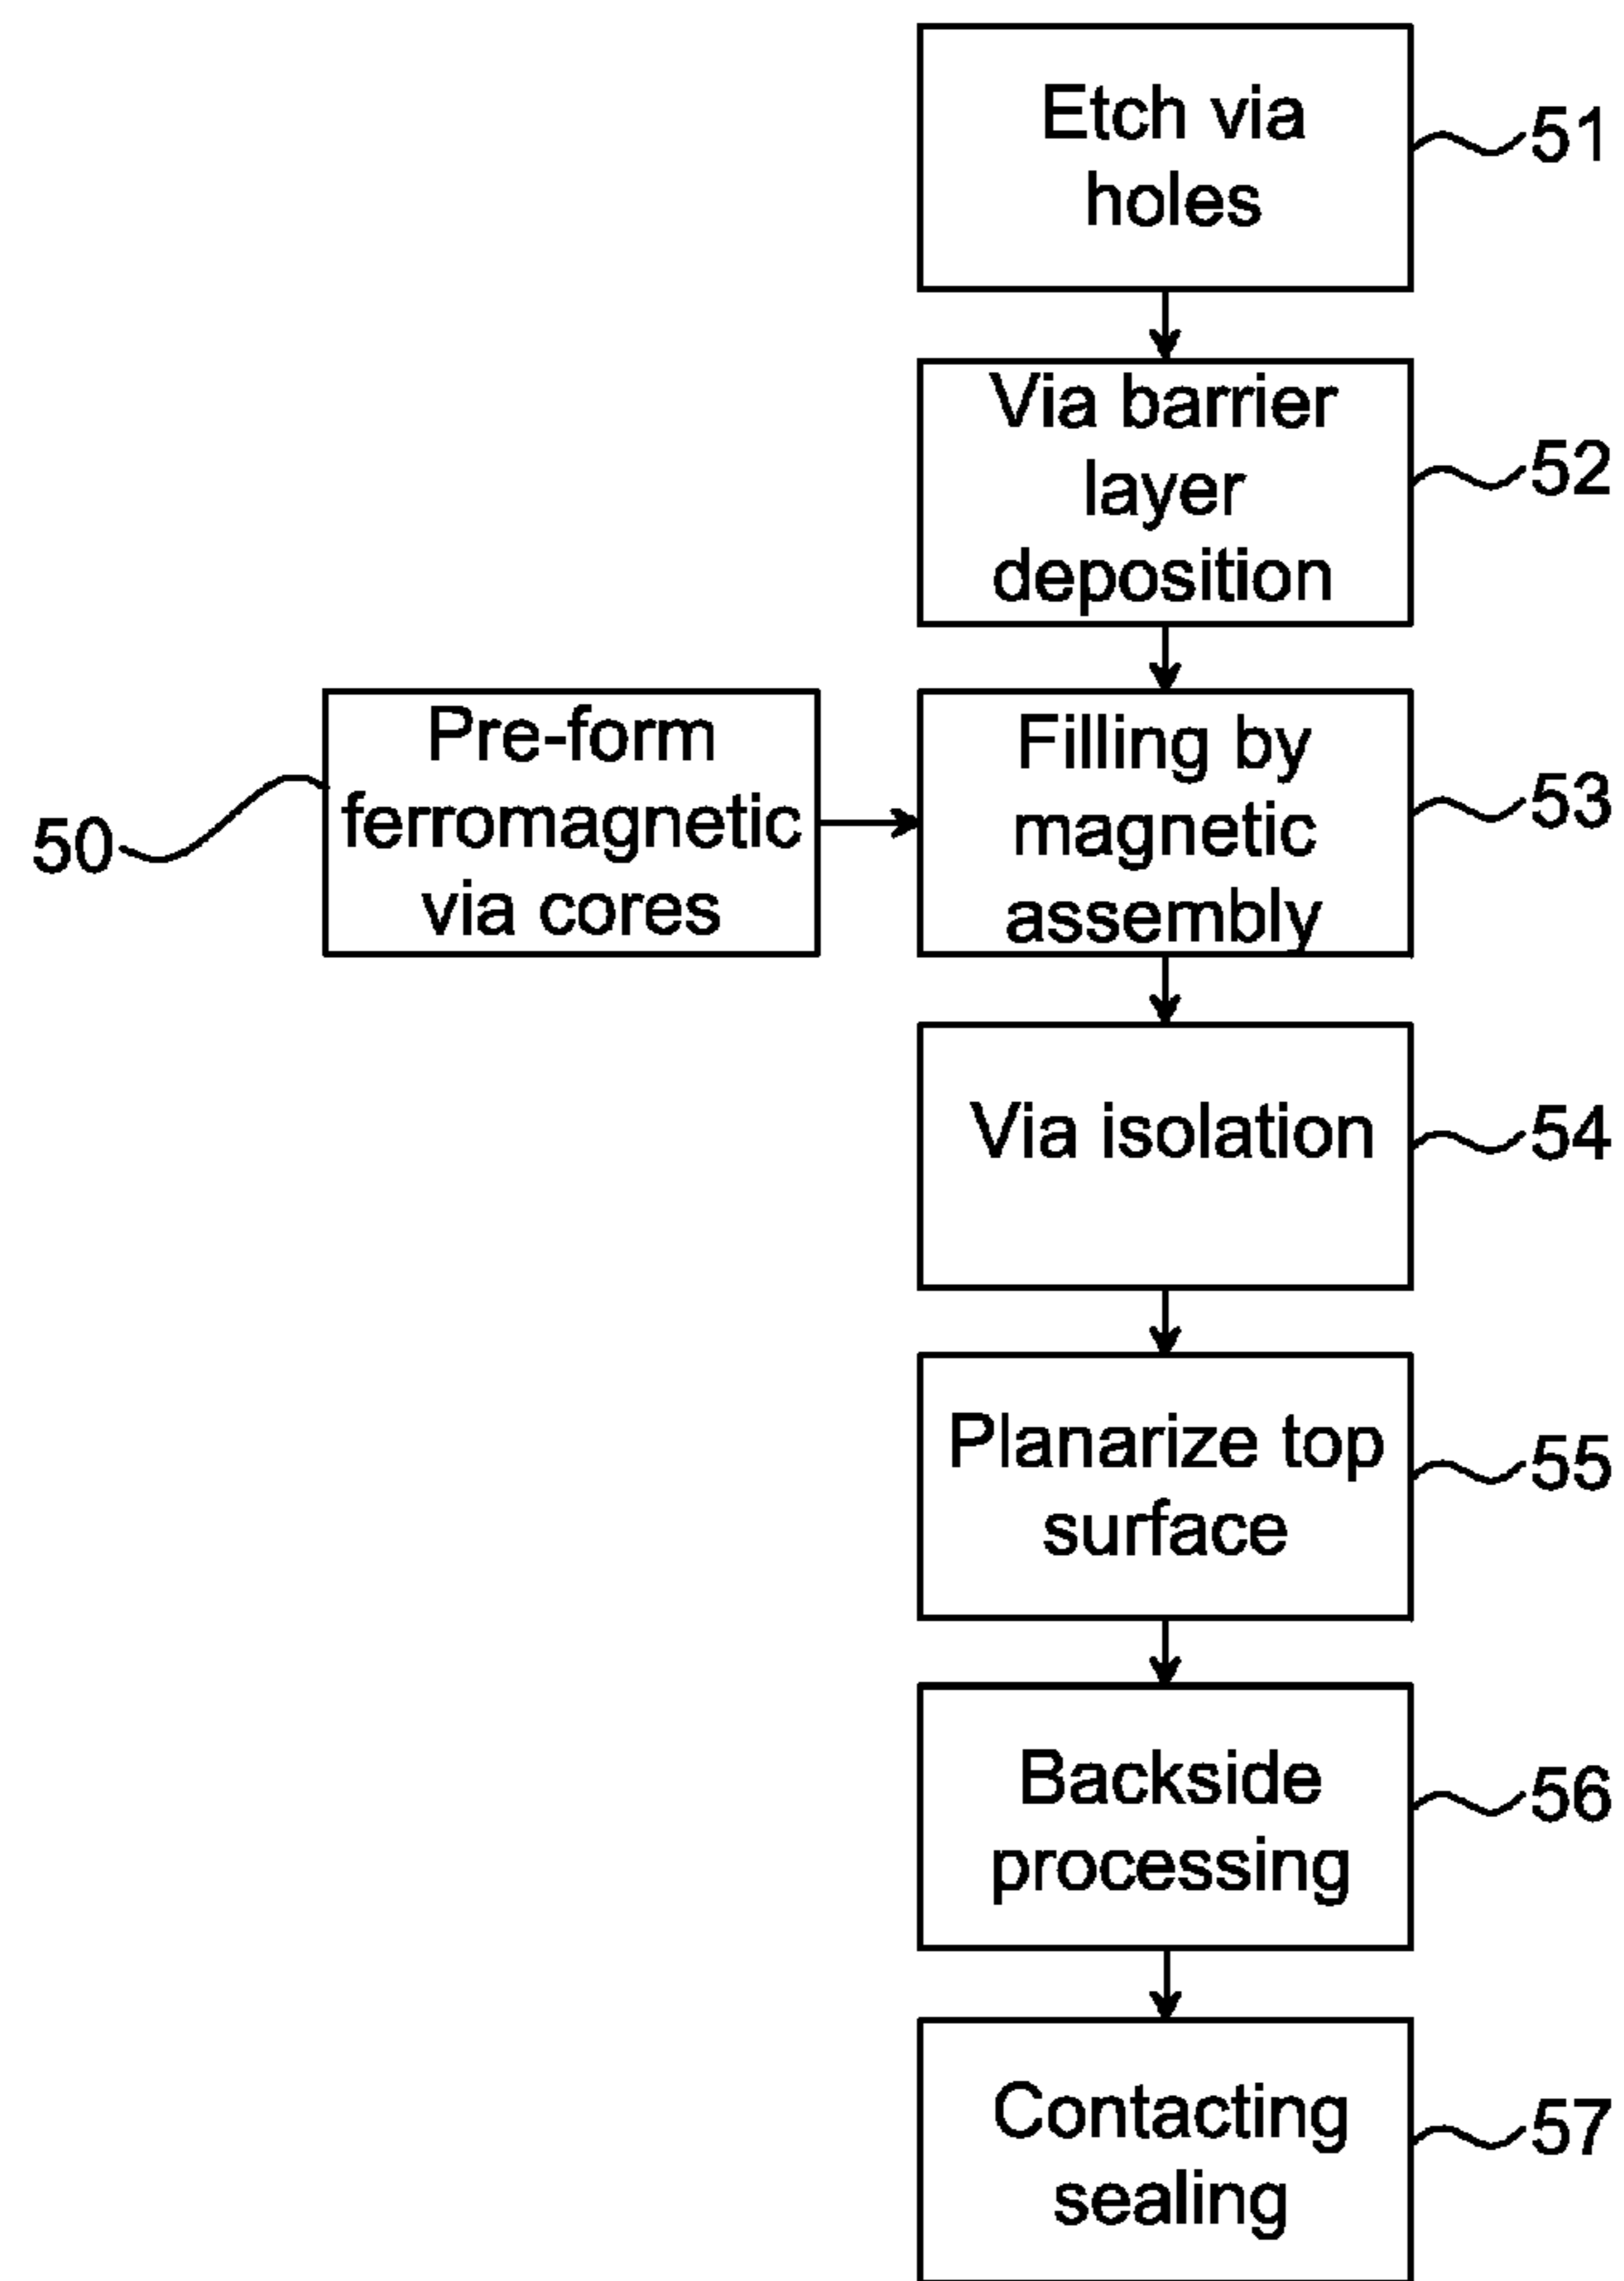 Etch via
holes
51
Via barrier
layer
deposition
52
Pre-form
ferromagnetic
via cores
50
Filling by
magnetic
assembly
53
Via isolation
54
Planarize top
surface
55
Backside
processing
56
Contacting
sealing
57